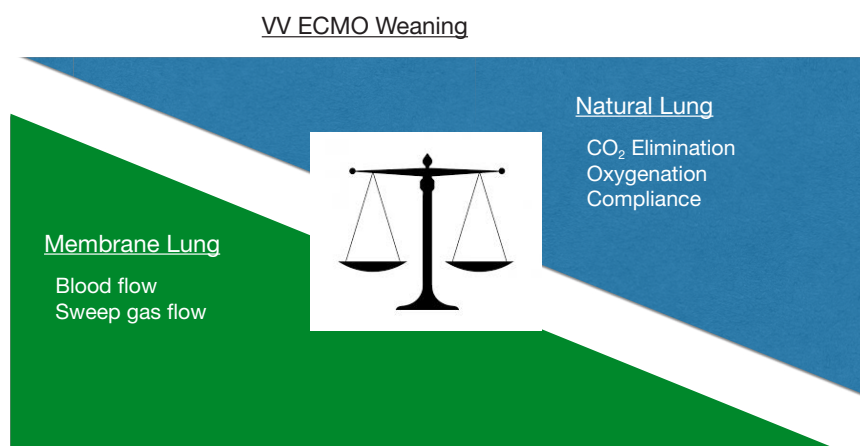 VV ECMO Weaning
Natural Lung
CO₂ Elimination
Oxygenation
Compliance
Membrane Lung
Blood flow
Sweep gas flow